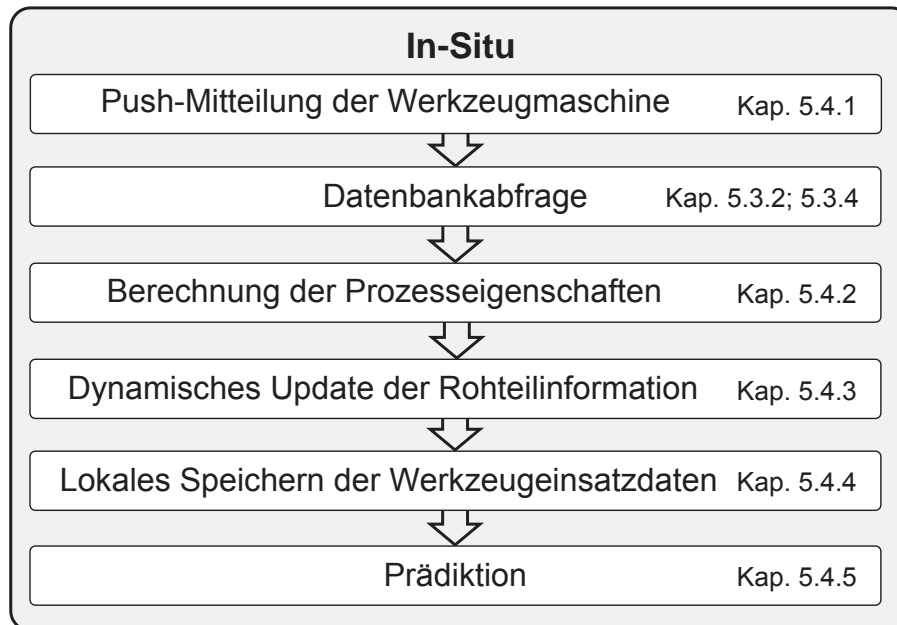 In-Situ
Push-Mitteilung der Werkzeugmaschine Kap. 5.4.1
Datenbankabfrage Kap. 5.3.2; 5.3.4
Berechnung der Prozesseigenschaften Kap. 5.4.2
Dynamisches Update der Rohteilinformation Kap. 5.4.3
Lokales Speichern der Werkzeugeinsatzdaten Kap. 5.4.4
Prädiktion Kap. 5.4.5